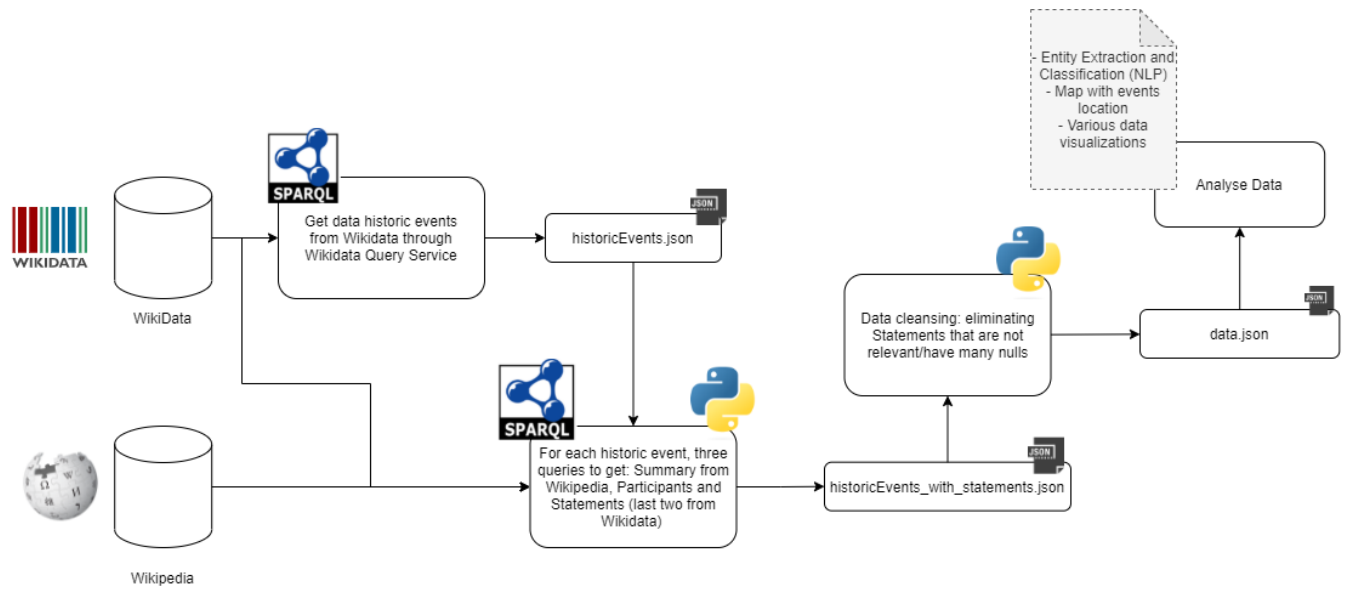 - Entity Extraction and
Classification (NLP)
- Map with events
location
- Various data
visualizations
Analyse Data
SPARQL
Get data historic events
from Wikidata through
Wikidata Query Service
JSON
historicEvents.json
WIKIDATA
WikiData
Data cleansing: eliminating
Statements that are not
relevant/have many nulls
JSON
data.json
SPARQL
For each historic event, three
queries to get: Summary from
Wikipedia, Participants and
Statements (last two from
Wikidata)
JSON
historicEvents_with_statements.json
Wikipedia